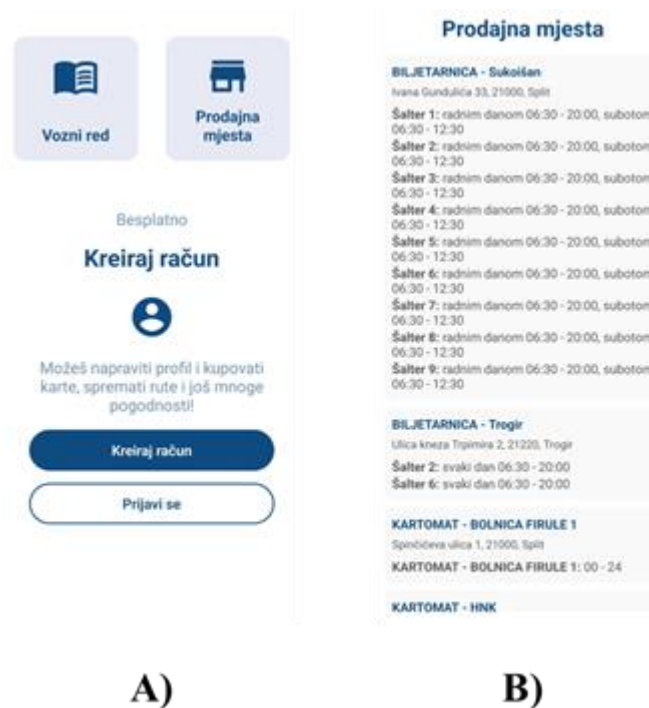 Vozni red
Prodajna
mjesta
Besplatno
Kreiraj račun
Možeš napraviti profil i kupovati
karte, spremati rute i još mnoge
pogodnosti!
Kreiraj račun
Prijavi se
A)
Prodajna mjesta
BILJETARNICA - Sukoišan
Ivana Gundulića 33, 21000, Split
Šalter 1: radnim danom 06:30 - 20:00, subotom
06:30 - 12:30
Šalter 2: radnim danom 06:30 - 20:00, subotom
06:30 - 12:30
Šalter 3: radnim danom 06:30 - 20:00, subotom
06:30 - 12:30
Šalter 4: radnim danom 06:30 - 20:00, subotom
06:30 - 12:30
Šalter 5: radnim danom 06:30 - 20:00, subotom
06:30 - 12:30
Šalter 6: radnim danom 06:30 - 20:00, subotom
06:30 - 12:30
Šalter 7: radnim danom 06:30 - 20:00, subotom
06:30 - 12:30
Šalter 8: radnim danom 06:30 - 20:00, subotom
06:30 - 12:30
Šalter 9: radnim danom 06:30 - 20:00, subotom
06:30 - 12:30
BILJETARNICA - Trogir
Ulica kneza Trpimira 2, 21220, Trogir
Šalter 2: svaki dan 06:30 - 20:00
Šalter 6: svaki dan 06:30 - 20:00
KARTOMAT - BOLNICA FIRULE 1
Spinčićeva ulica 1, 21000, Split
KARTOMAT - BOLNICA FIRULE 1: 00 - 24
KARTOMAT - HNK
B)